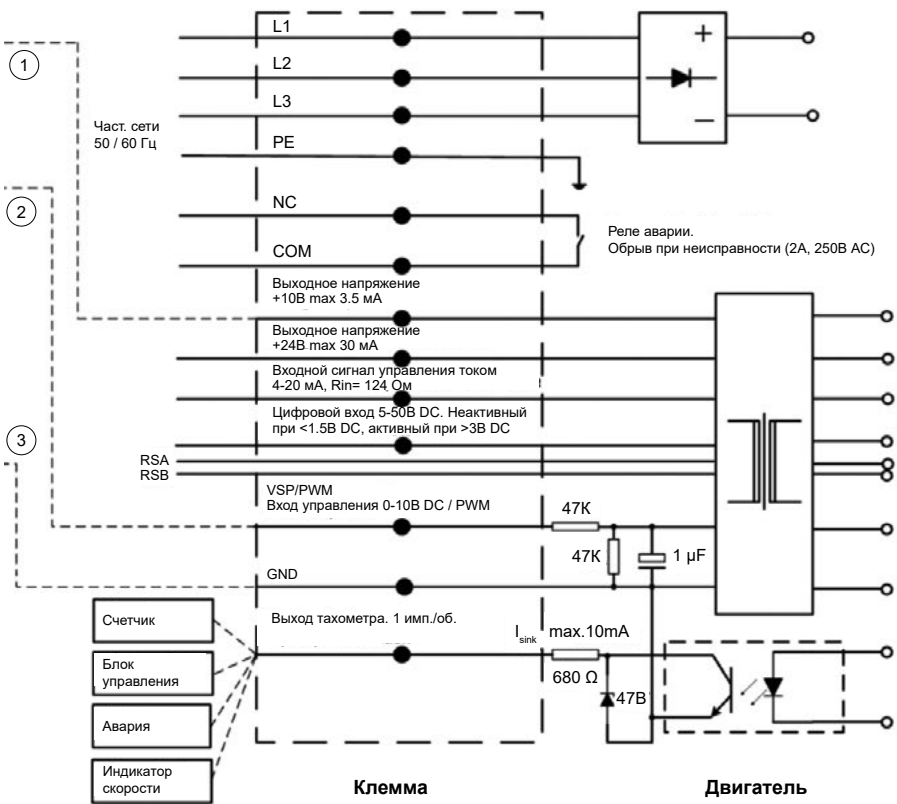 L1
1
L2
L3
Част. сети
50 / 60 Гц
PE
2
NC
Реле аварии.
Обрыв при неисправности (2А, 250В AC)
COM
Выходное напряжение
+10В max 3.5 мА
Выходное напряжение
+24В max 30 мА
Входной сигнал управления током
4-20 мА, Rin= 124 Ом
Цифровой вход 5-50В DC. Неактивный
при <1.5В DC, активный при >3В DC
3
RSA
RSB
VSP/PWM
Вход управления 0-10В DC / PWM
47К
47К
1 µF
GND
Счетчик
Выход тахометра. 1 имп./об.
Isink max.10mA
Блок
управления
680 Ω
47В
Авария
Индикатор
скорости
Клемма
Двигатель
+
−